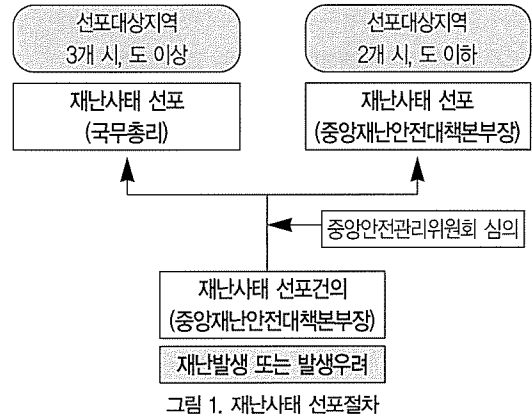 선포대상지역
3개 시, 도 이상
선포대상지역
2개 시, 도 이하
재난사태 선포
(국무총리)
재난사태 선포
(중앙재난안전대책본부장)
중앙안전관리위원회 심의
재난사태 선포건의
(중앙재난안전대책본부장)
재난발생 또는 발생우려
그림 1. 재난사태 선포절차